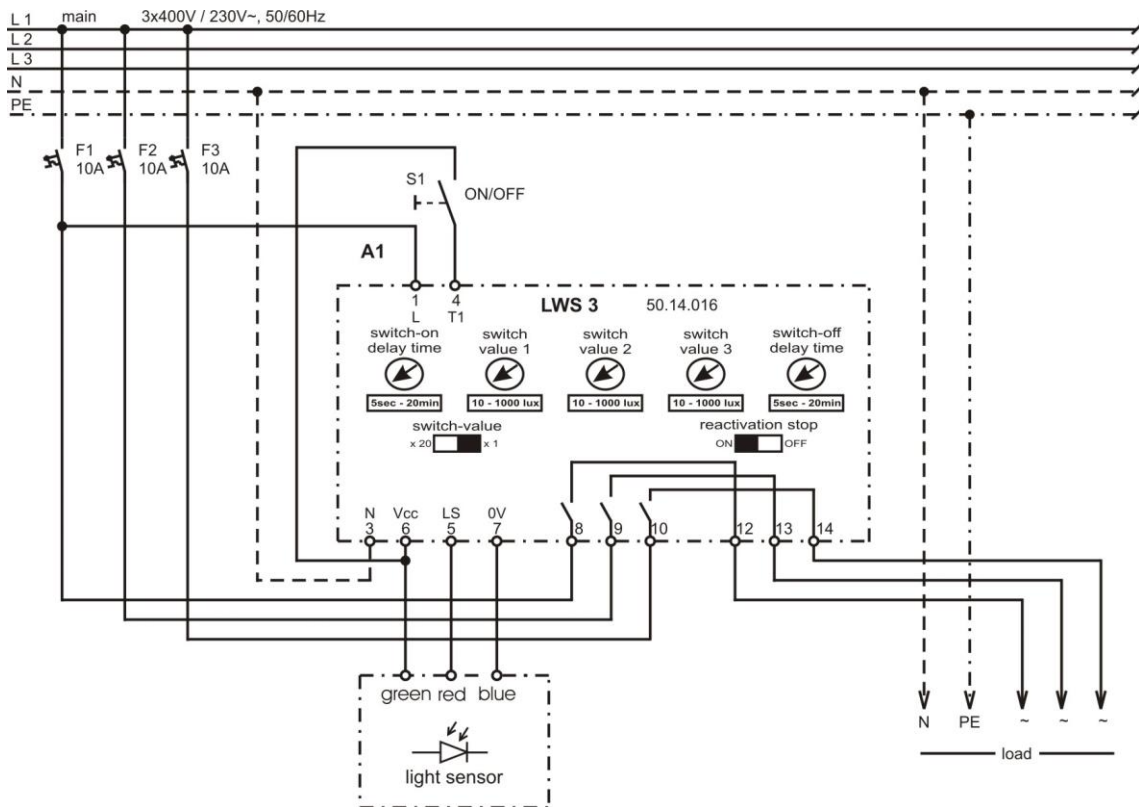 L 1 main 3x400V / 230V~, 50/60Hz
L 2
L 3
N
PE
F1 F2 F3
10A 10A 10A
S1
ON/OFF
A1
1 4
L T1
LWS 3 50.14.016
switch-on
delay time
switch
value 1
switch
value 2
switch
value 3
switch-off
delay time
5sec - 20min
10 - 1000 lux
10 - 1000 lux
10 - 1000 lux
5sec - 20min
switch-value
x 20 x 1
reactivation stop
ON OFF
N Vcc LS 0V
3 6 5 7 8 9 10 12 13 14
green red blue
light sensor
N PE ~ ~ ~
load